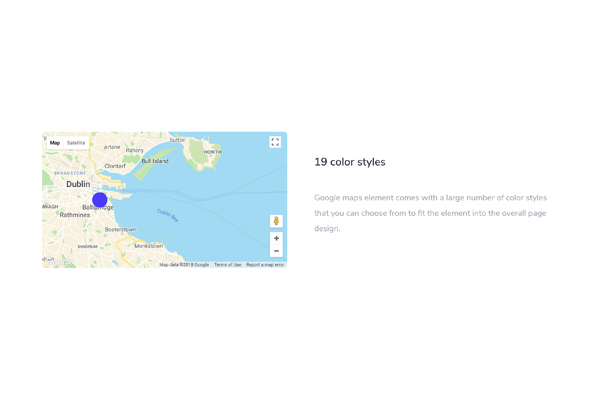 Map Satellite
Sutton
Artane
Raheny
HOWTH
Clontarf
Bull Island
BROADSTONE
Dublin
RANELAGH
Rathmines
Dublin Bay
Booterstown
Monkstown
DUNDRUM
Map data ©2018 Google Terms of Use Report a map error
19 color styles
Google maps element comes with a large number of color styles
that you can choose from to fit the element into the overall page
design.